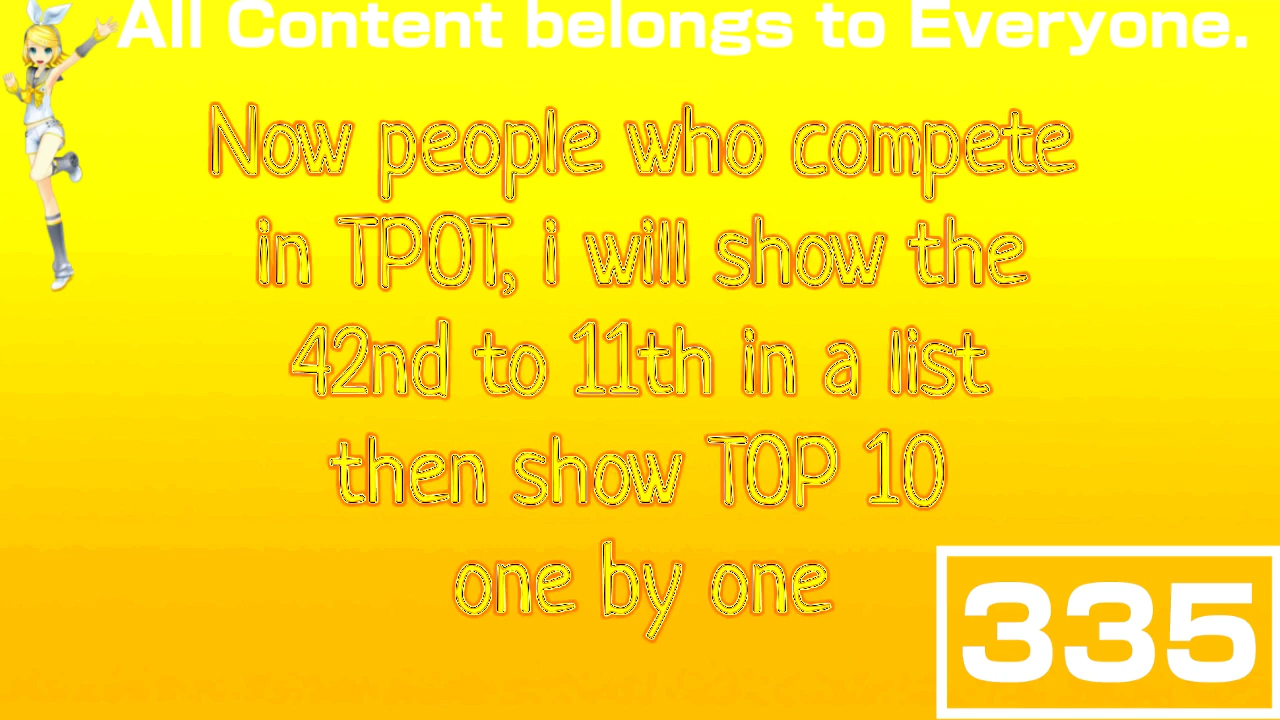 All Content belongs to Everyone.
Now people who compete
in TPOT, i will show the
42nd to 11th in a list
then show TOP 10
one by one
335